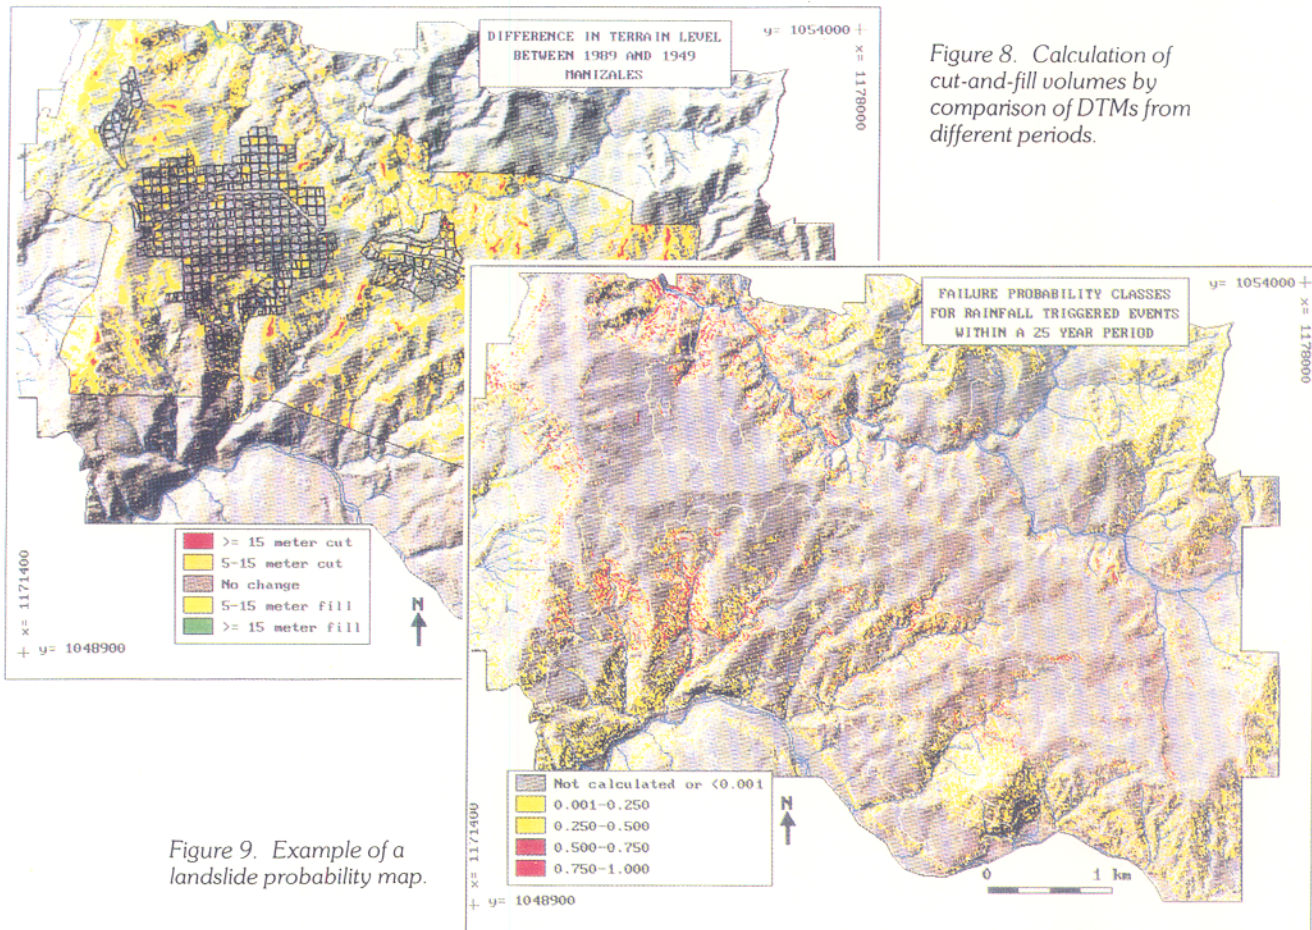 DIFFERENCE IN TERRAIN LEVEL
BETWEEN 1989 AND 1949
MANIZALES
y= 1054000
x= 1178000
Figure 8. Calculation of
cut-and-fill volumes by
comparison of DTMs from
different periods.
>= 15 meter cut
5-15 meter cut
No change
5-15 meter fill
>= 15 meter fill
N
x= 1171400
y= 1048900
FAILURE PROBABILITY CLASSES
FOR RAINFALL TRIGGERED EVENTS
WITHIN A 25 YEAR PERIOD
y= 1054000
x= 1178000
Not calculated or <0.001
0.001-0.250
0.250-0.500
0.500-0.750
0.750-1.000
N
0 1 km
x= 1171400
y= 1048900
Figure 9. Example of a
landslide probability map.